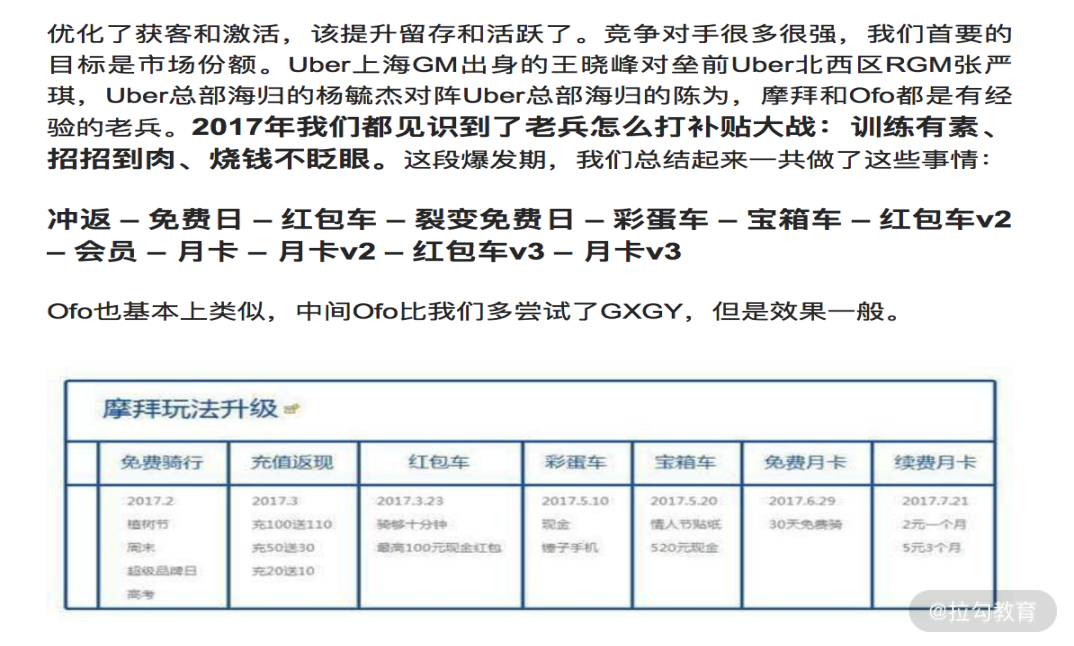 优化了获客和激活，该提升留存和活跃了。竞争对手很多很强，我们首要的
目标是市场份额。Uber上海GM出身的王晓峰对垒前Uber北西区RGM张严
琪，Uber总部海归的杨毓杰对阵Uber总部海归的陈为，摩拜和Ofo都是有经
验的老兵。2017年我们都见识到了老兵怎么打补贴大战：训练有素、
招招到肉、烧钱不眨眼。这段爆发期，我们总结起来一共做了这些事情：
冲返 – 免费日 – 红包车 – 裂变免费日 – 彩蛋车 – 宝箱车 – 红包车v2
– 会员 – 月卡 – 月卡v2 – 红包车v3 – 月卡v3
Ofo也基本上类似，中间Ofo比我们多尝试了GXGY，但是效果一般。
摩拜玩法升级
免费骑行 充值返现 红包车 彩蛋车 宝箱车 免费月卡 续费月卡
2017.2 2017.3 2017.3.23 2017.5.10 2017.5.20 2017.6.29 2017.7.21
植树节 充100送110 骑够十分钟 现金 情人节贴纸 30天免费骑 2元一个月
周末 充50送30 最高100元现金红包 锤子手机 520元现金 5元3个月
超级品牌日 充20送10
高考
@拉勾教育